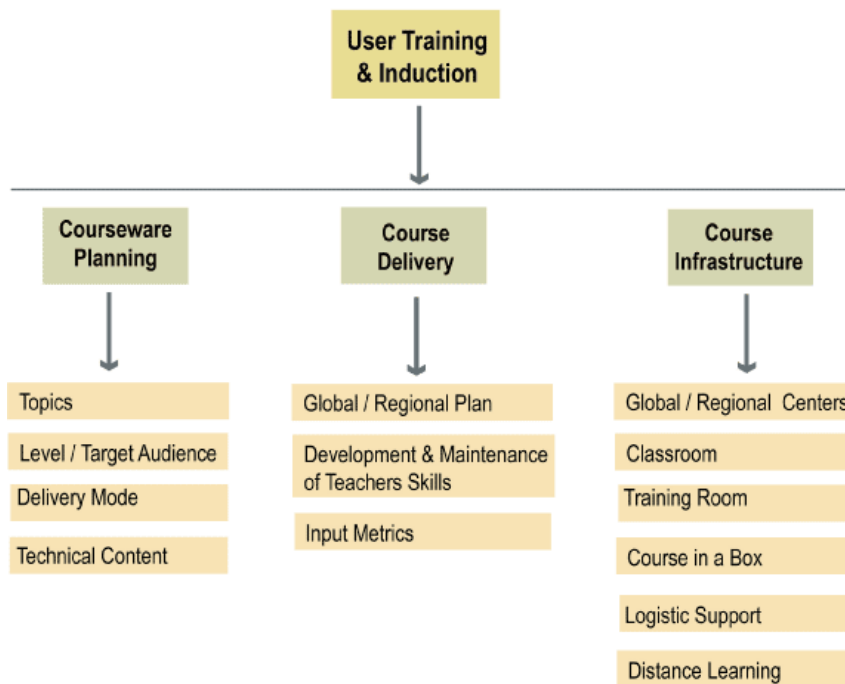 User Training
& Induction
Courseware
Planning
Topics
Level / Target Audience
Delivery Mode
Technical Content
Course
Delivery
Global / Regional Plan
Development & Maintenance
of Teachers Skills
Input Metrics
Course
Infrastructure
Global / Regional Centers
Classroom
Training Room
Course in a Box
Logistic Support
Distance Learning